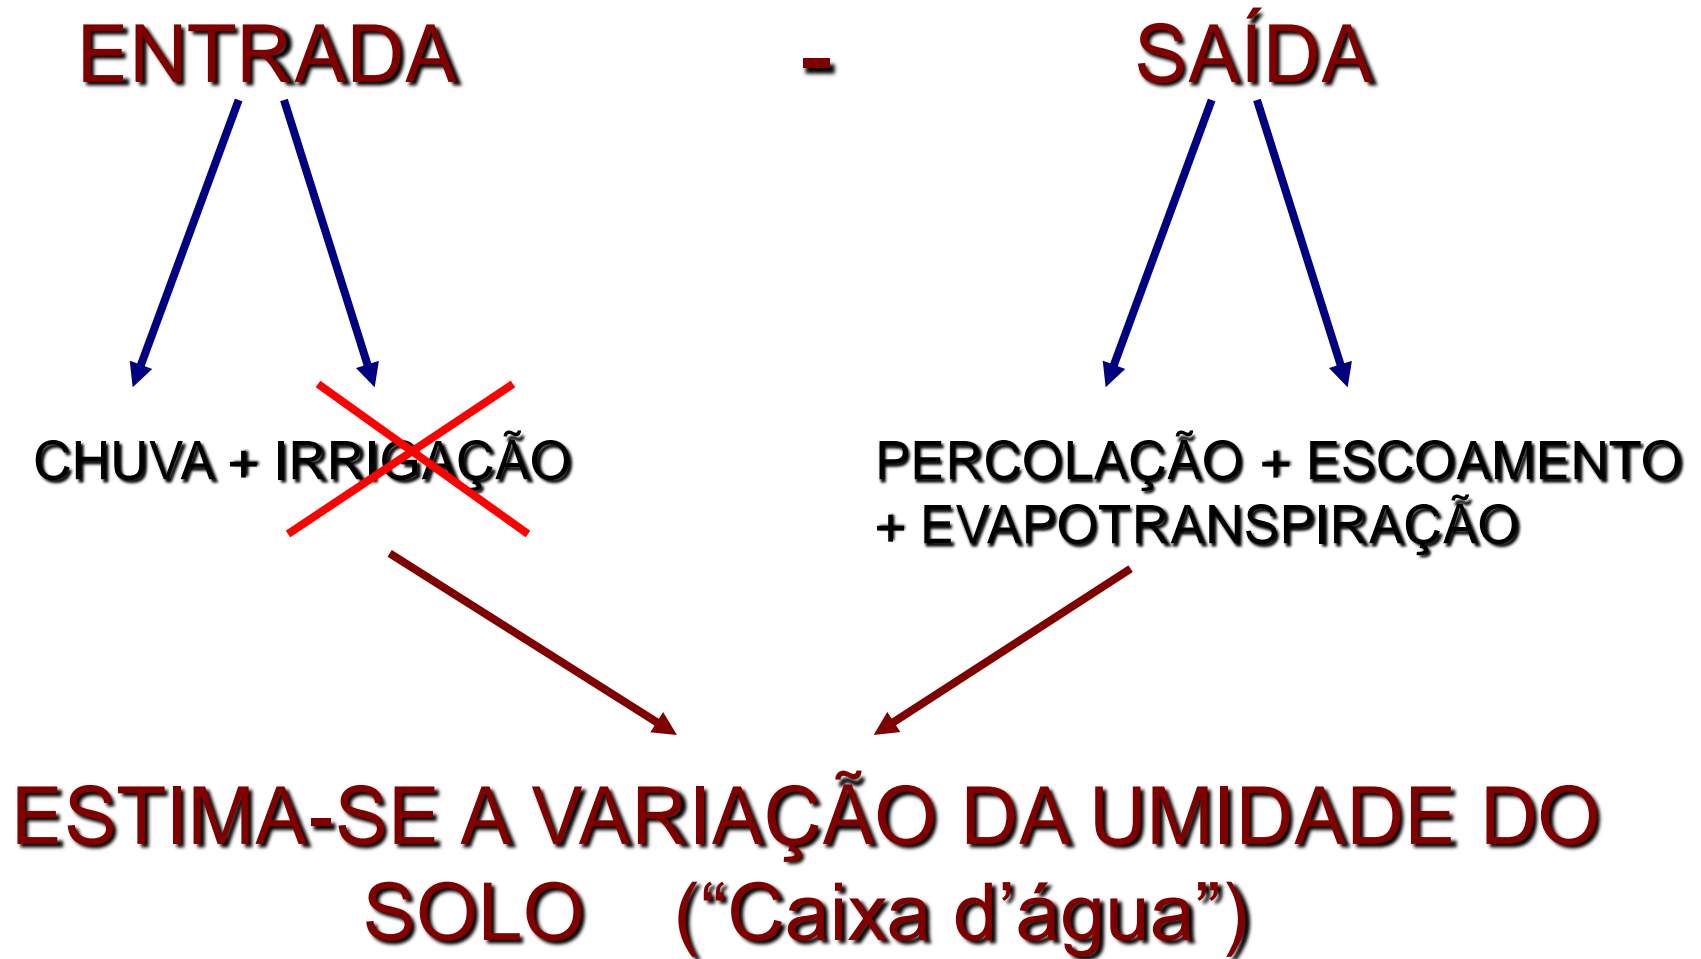 ENTRADA - SAÍDA
CHUVA + IRRIGAÇÃO
PERCOLAÇÃO + ESCOAMENTO
+ EVAPOTRANSPIRAÇÃO
ESTIMA-SE A VARIAÇÃO DA UMIDADE DO
SOLO (“Caixa d’água”)